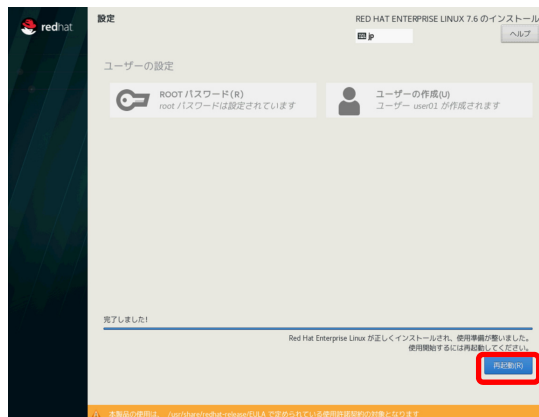 redhat
設定
RED HAT ENTERPRISE LINUX 7.6 のインストール
jp
ヘルプ
ユーザーの設定
ROOT パスワード(R)
root パスワードは設定されています
ユーザーの作成(U)
ユーザー user01 が作成されます
完了しました!
Red Hat Enterprise Linux が正しくインストールされ、使用準備が整いました。
使用開始するには再起動してください。
再起動(R)
本製品の使用は、 /usr/share/redhat-release/EULA で定められている使用許諾契約の対象となります